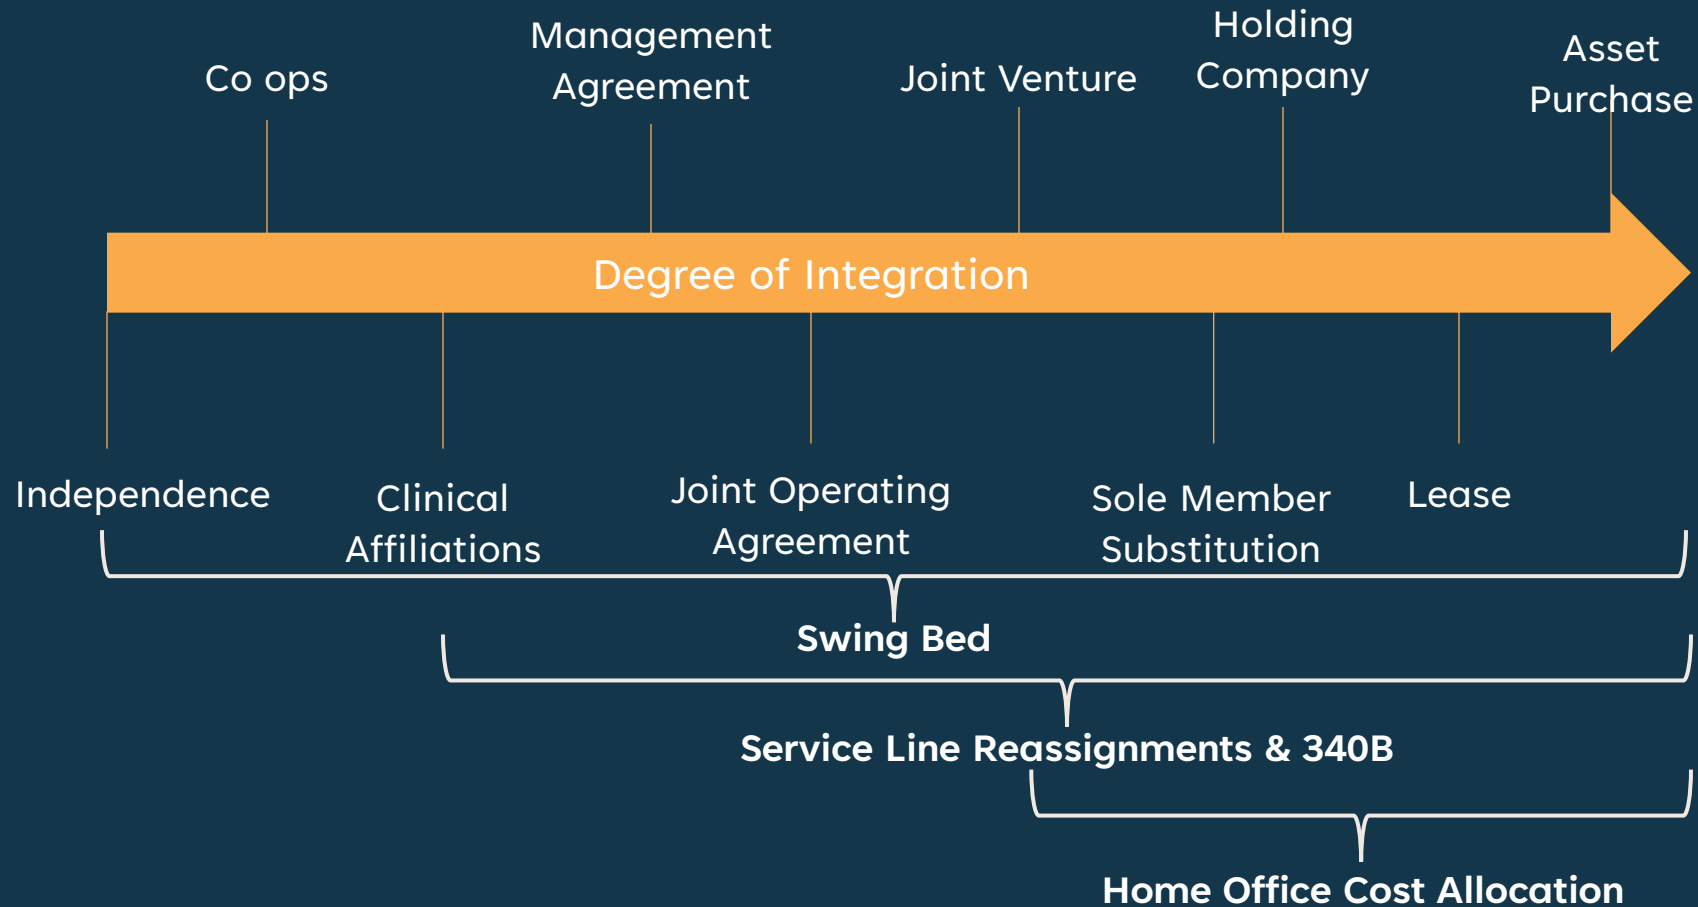 Co ops
Management
Agreement
Joint Venture
Holding
Company
Asset
Purchase
Degree of Integration
Independence
Clinical
Affiliations
Joint Operating
Agreement
Sole Member
Substitution
Lease
Swing Bed
Service Line Reassignments & 340B
Home Office Cost Allocation